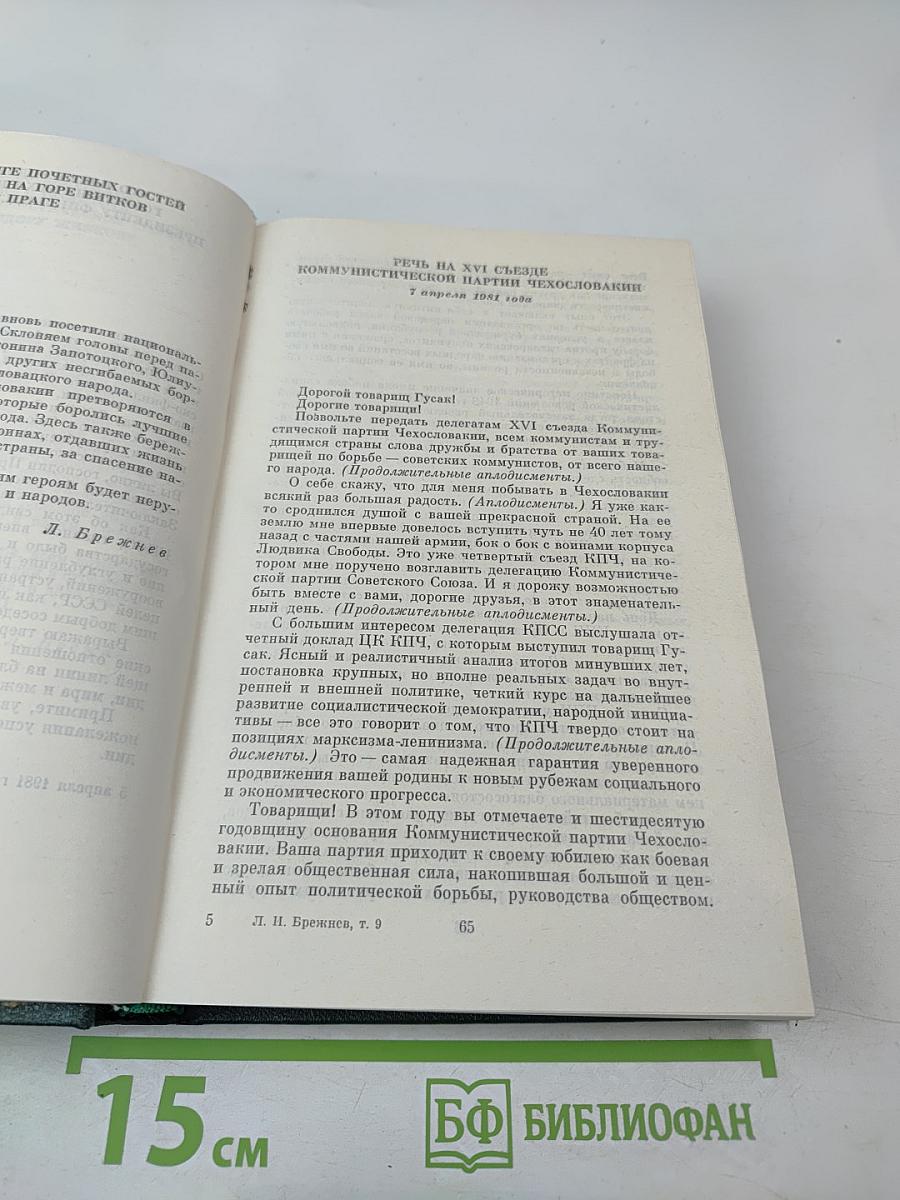 ТЕ ПОЧЕТНЫХ ГОСТЕЙ
НА ГОРЕ ВИТКОВ
ПРАГЕ
вновь посетили националь-
Склоняем головы перед па-
тонина Запотоцкого, Юлиу-
других несгибаемых бор-
ловацкого народа.
новакии претворяются в
которые боролись лучшие
ода. Здесь также береж-
оинах, отдавших жизнь
страны, за спасение на-
им героям будет неру-
и народов.
Л. Брежнев
РЕЧЬ НА XVI СЪЕЗДЕ
КОММУНИСТИЧЕСКОЙ ПАРТИИ ЧЕХОСЛОВАКИИ
7 апреля 1981 года
Дорогой товарищ Гусак!
Дорогие товарищи!
Позвольте передать делегатам XVI съезда Коммуни-
стической партии Чехословакии, всем коммунистам и тру-
дящимся страны слова дружбы и братства от ваших това-
рищей по борьбе — советских коммунистов, от всего наше-
го народа. (Продолжительные аплодисменты.)
О себе скажу, что для меня побывать в Чехословакии
всякий раз большая радость. (Аплодисменты.) Я уже как-
то сроднился душой с вашей прекрасной страной. На ее
землю мне впервые довелось вступить чуть не 40 лет тому
назад с частями нашей армии, бок о бок с воинами корпуса
Людвика Свободы. Это уже четвертый съезд КПЧ, на ко-
тором мне поручено возглавить делегацию Коммунистиче-
ской партии Советского Союза. И я дорожу возможностью
быть вместе с вами, дорогие друзья, в этот знаменатель-
ный день. (Продолжительные аплодисменты.)
С большим интересом делегация КПСС выслушала от-
четный доклад ЦК КПЧ, с которым выступил товарищ Гу-
сак. Ясный и реалистичный анализ итогов минувших лет,
постановка крупных, но вполне реальных задач во внут-
ренней и внешней политике, четкий курс на дальнейшее
развитие социалистической демократии, народной инициа-
тивы — все это говорит о том, что КПЧ твердо стоит на
позициях марксизма-ленинизма. (Продолжительные апло-
дисменты.) Это — самая надежная гарантия уверенного
продвижения вашей родины к новым рубежам социального
и экономического прогресса.
Товарищи! В этом году вы отмечаете и шестидесятую
годовщину основания Коммунистической партии Чехосло-
вакии. Ваша партия приходит к своему юбилею как боевая
и зрелая общественная сила, накопившая большой и цен-
ный опыт политической борьбы, руководства обществом.
5 Л. И. Брежнев, т. 9 65
15 см
БФ БИБЛИОФАН